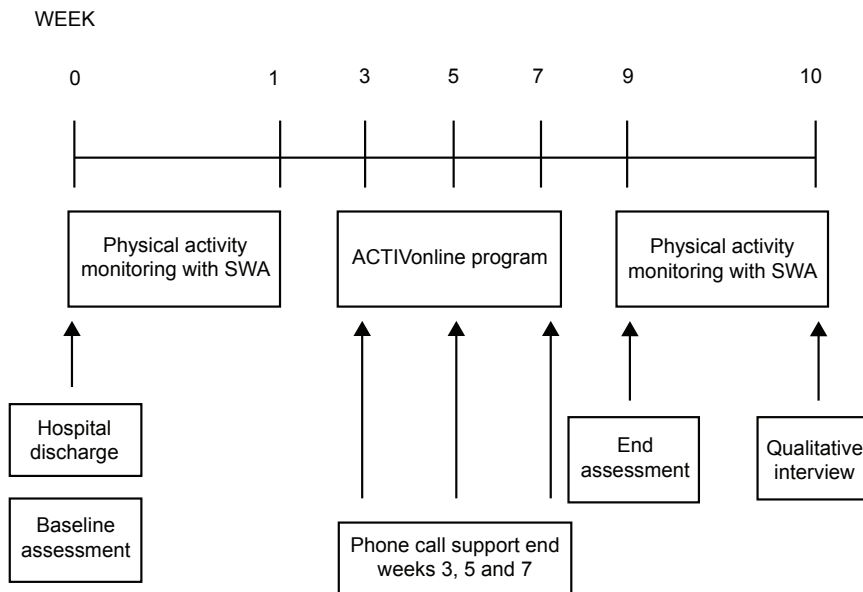 WEEK
0 1 3 5 7 9 10
Physical activity
monitoring with SWA
ACTIVonline program
Physical activity
monitoring with SWA
Hospital
discharge
Baseline
assessment
Phone call support end
weeks 3, 5 and 7
End
assessment
Qualitative
interview